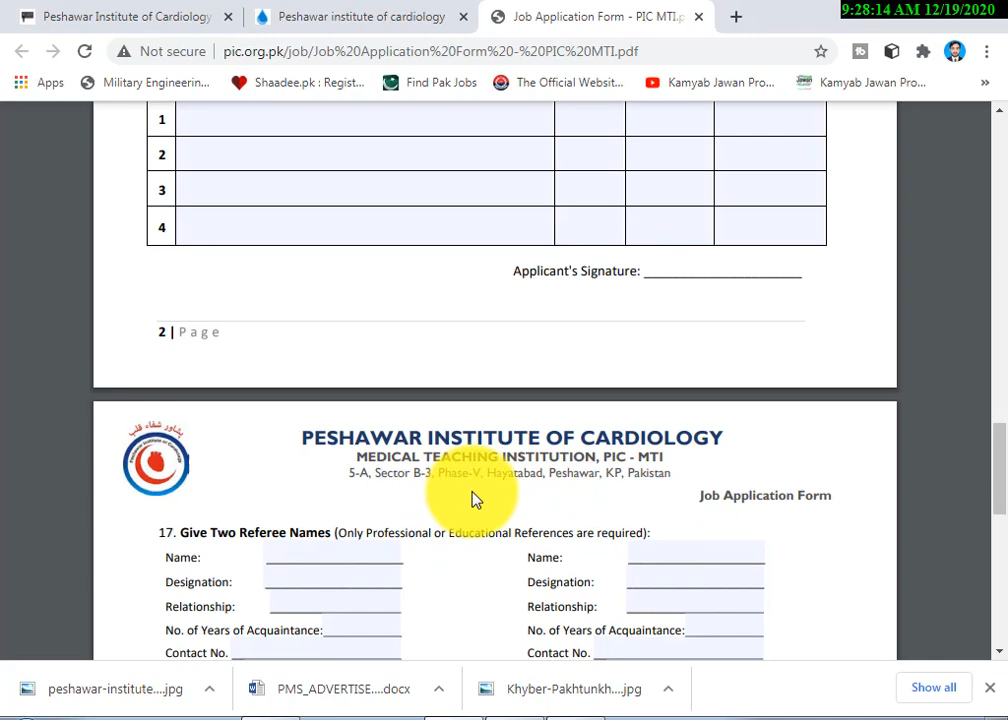 Peshawar Institute of Cardiology
Peshawar institute of cardiology
Job Application Form - PIC MTI.p
9:28:14 AM 12/19/2020
Not secure
pic.org.pk/job/Job%20Application%20Form%20-%20PIC%20MTI.pdf
Apps
Military Engineerin...
Shaadee.pk : Regist...
Find Pak Jobs
The Official Websit...
Kamyab Jawan Pro...
Kamyab Jawan Pro...
»
1
2
3
4
Applicant's Signature: ____________________
2 | Page
پشاور شفاء قلب
PESHAWAR INSTITUTE OF CARDIOLOGY
MEDICAL TEACHING INSTITUTION, PIC - MTI
5-A, Sector B-3, Phase-V, Hayatabad, Peshawar, KP, Pakistan
Job Application Form
17. Give Two Referee Names (Only Professional or Educational References are required):
Name: Name:
Designation: Designation:
Relationship: Relationship:
No. of Years of Acquaintance: No. of Years of Acquaintance:
Contact No. Contact No.
peshawar-institute....jpg
PMS_ADVERTISE....docx
Khyber-Pakhtunkh....jpg
Show all